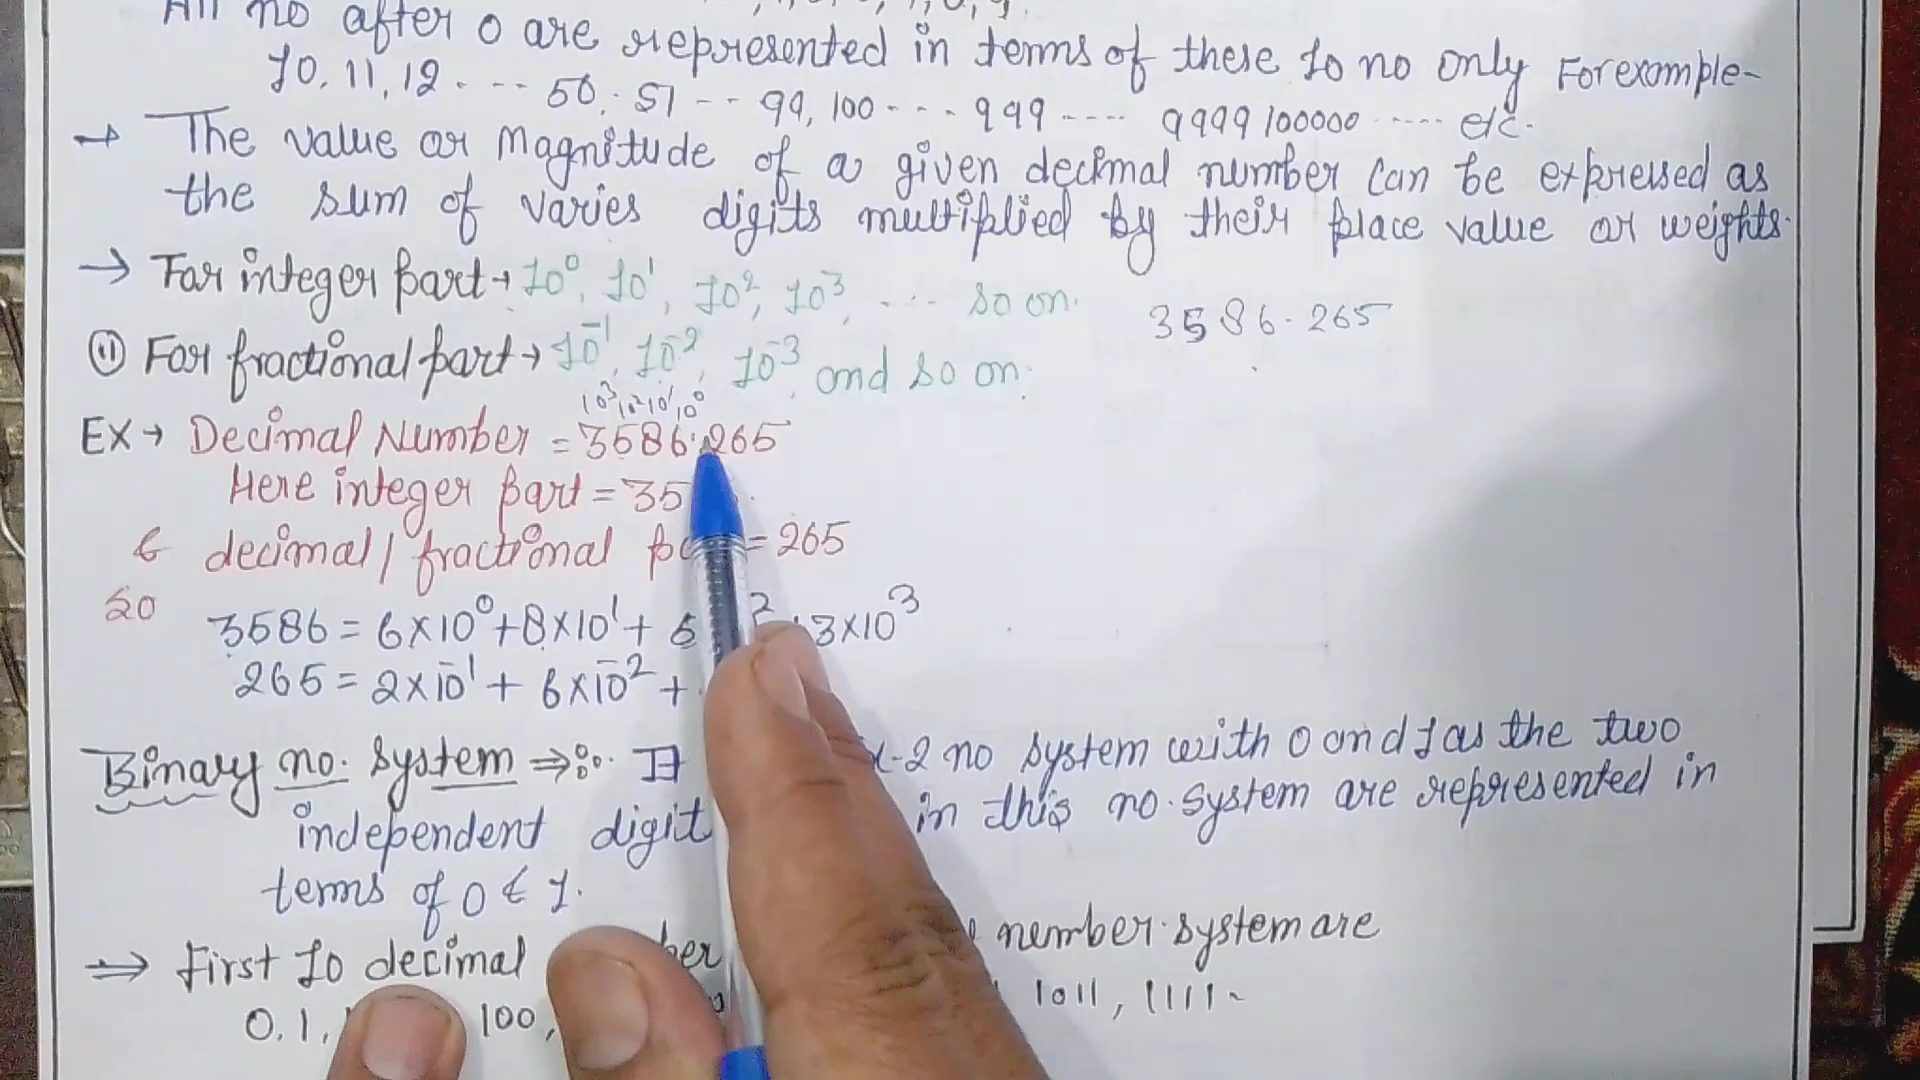 All no after 0 are represented in terms of these 10 no only For example-
10, 11, 12 - - - 50, 51 - - 99, 100 - - - 999 ---- 9999 100000 ----- etc.
→ The value or Magnitude of a given decimal number can be expressed as
the sum of varies digits multiplied by their place value or weights.
→ For integer part → 10⁰, 10¹, 10², 10³, ---- so on.
3586.265
(ii) For fractional part → 10⁻¹, 10⁻², 10⁻³, and so on.
10³ 10² 10¹ 10⁰
EX → Decimal Number = 3586.265
Here integer part = 35
& decimal / fractional = 265
So 3586 = 6×10⁰ + 8×10¹ + 5 2 3×10³
265 = 2×10⁻¹ + 6×10⁻² +
Binary no. System ⇒ It -2 no system with 0 and 1 as the two
independent digit in this no. System are represented in
terms of 0 & 1.
⇒ First 10 decimal number system are
0, 1, 100, 1011, 1111-